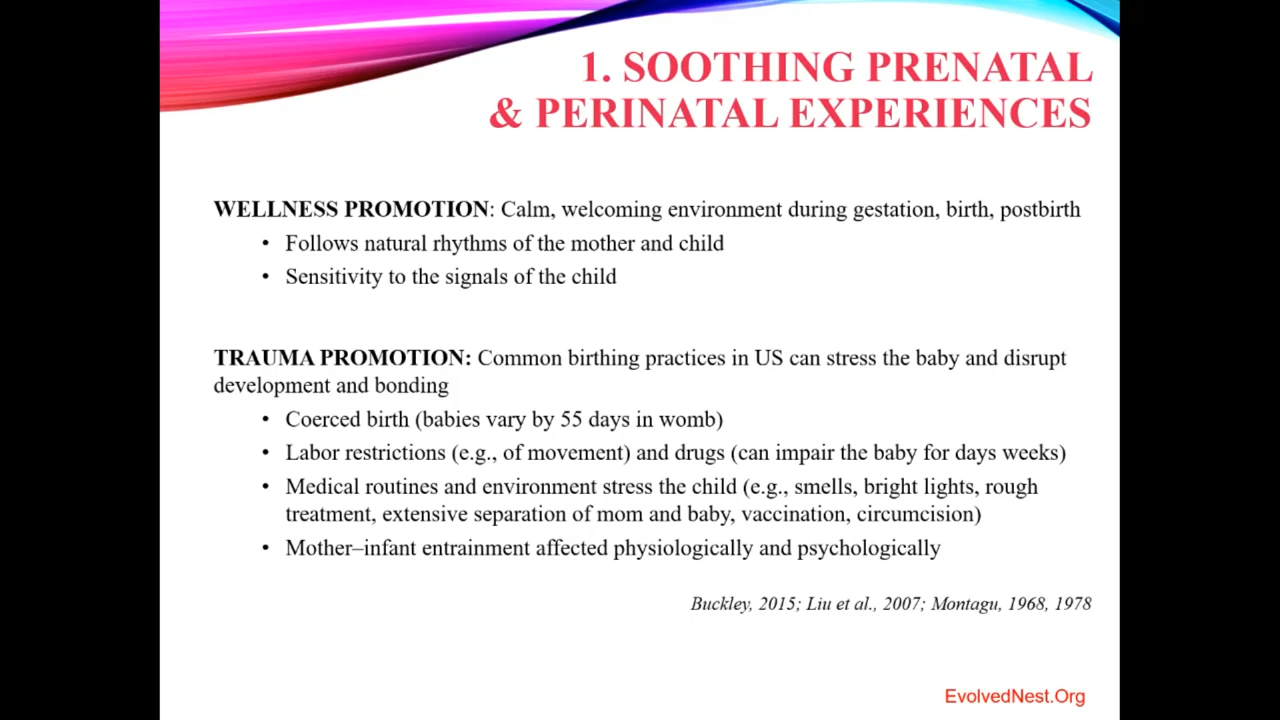 1. SOOTHING PRENATAL
& PERINATAL EXPERIENCES
WELLNESS PROMOTION: Calm, welcoming environment during gestation, birth, postbirth
• Follows natural rhythms of the mother and child
• Sensitivity to the signals of the child
TRAUMA PROMOTION: Common birthing practices in US can stress the baby and disrupt
development and bonding
• Coerced birth (babies vary by 55 days in womb)
• Labor restrictions (e.g., of movement) and drugs (can impair the baby for days weeks)
• Medical routines and environment stress the child (e.g., smells, bright lights, rough
treatment, extensive separation of mom and baby, vaccination, circumcision)
• Mother–infant entrainment affected physiologically and psychologically
Buckley, 2015; Liu et al., 2007; Montagu, 1968, 1978
EvolvedNest.Org